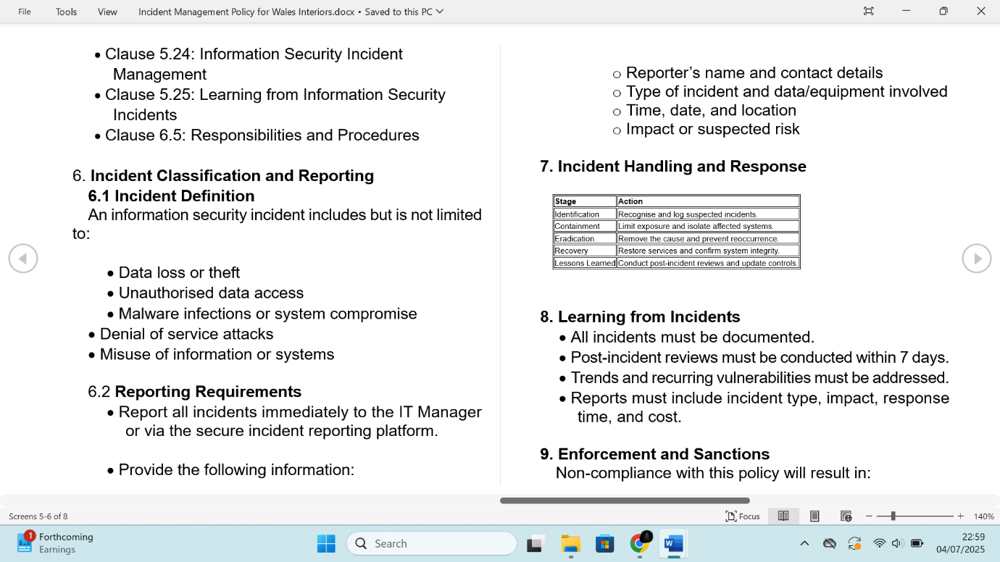 File Tools View Incident Management Policy for Wales Interiors.docx • Saved to this PC
• Clause 5.24: Information Security Incident
Management
• Clause 5.25: Learning from Information Security
Incidents
• Clause 6.5: Responsibilities and Procedures
6. Incident Classification and Reporting
6.1 Incident Definition
An information security incident includes but is not limited
to:
• Data loss or theft
• Unauthorised data access
• Malware infections or system compromise
• Denial of service attacks
• Misuse of information or systems
6.2 Reporting Requirements
• Report all incidents immediately to the IT Manager
or via the secure incident reporting platform.
• Provide the following information:
o Reporter’s name and contact details
o Type of incident and data/equipment involved
o Time, date, and location
o Impact or suspected risk
7. Incident Handling and Response
Stage Action
Identification Recognise and log suspected incidents.
Containment Limit exposure and isolate affected systems.
Eradication Remove the cause and prevent reoccurrence.
Recovery Restore services and confirm system integrity.
Lessons Learned Conduct post-incident reviews and update controls.
8. Learning from Incidents
• All incidents must be documented.
• Post-incident reviews must be conducted within 7 days.
• Trends and recurring vulnerabilities must be addressed.
• Reports must include incident type, impact, response
time, and cost.
9. Enforcement and Sanctions
Non-compliance with this policy will result in:
Screens 5-6 of 8 Focus 140%
1 Forthcoming
Earnings
Search
22:59
04/07/2025